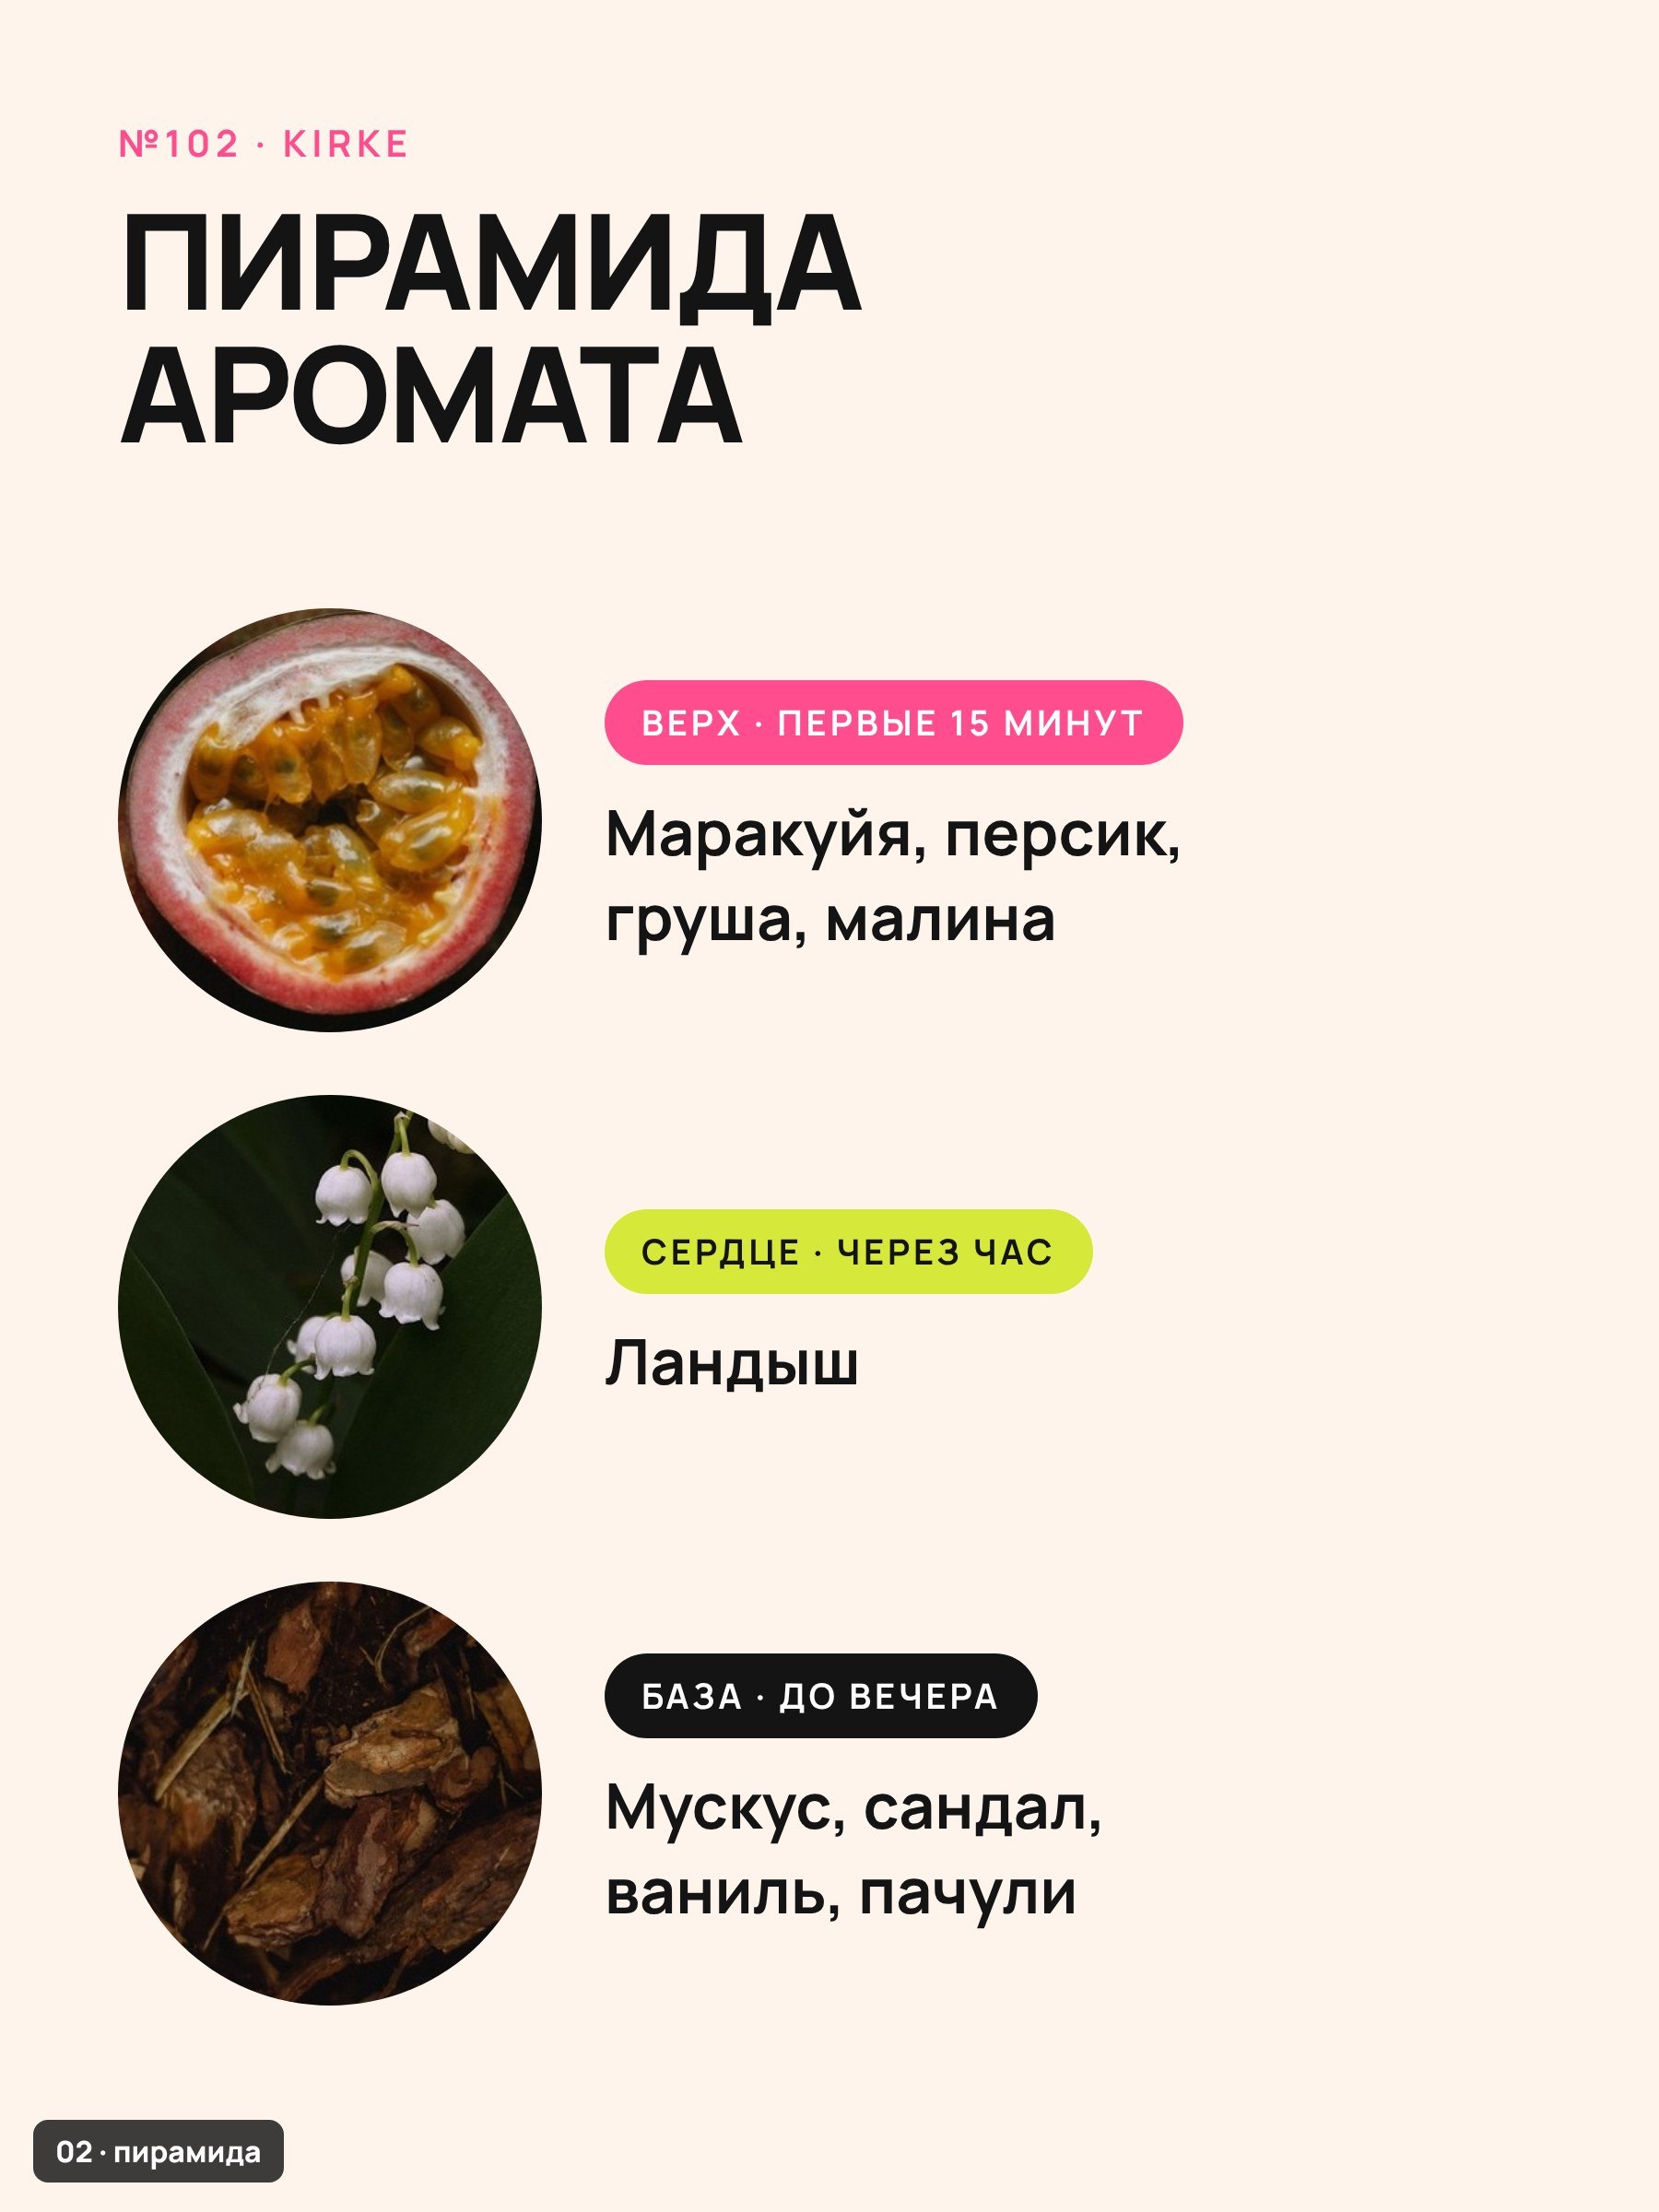 №102 · KIRKE
ПИРАМИДА
АРОМАТА
ВЕРХ · ПЕРВЫЕ 15 МИНУТ
Маракуйя, персик,
груша, малина
СЕРДЦЕ · ЧЕРЕЗ ЧАС
Ландыш
БАЗА · ДО ВЕЧЕРА
Мускус, сандал,
ваниль, пачули
02 · пирамида